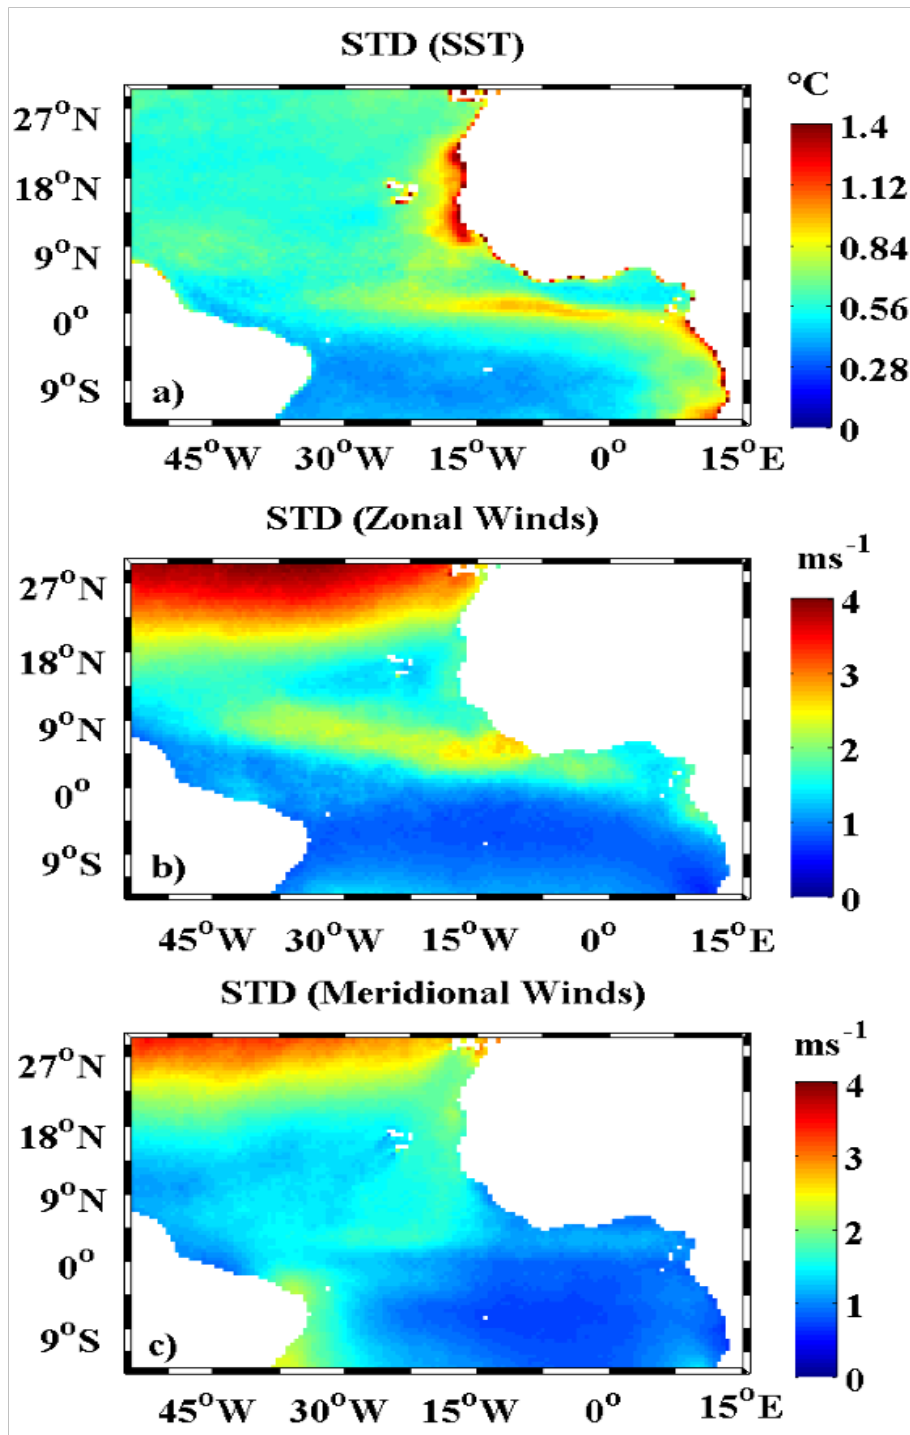 STD (SST)
°C
27°N
18°N
9°N
0°
9°S
a)
45°W 30°W 15°W 0° 15°E
1.4
1.12
0.84
0.56
0.28
0
STD (Zonal Winds)
ms⁻¹
27°N
18°N
9°N
0°
9°S
b)
45°W 30°W 15°W 0° 15°E
4
3
2
1
0
STD (Meridional Winds)
ms⁻¹
27°N
18°N
9°N
0°
9°S
c)
45°W 30°W 15°W 0° 15°E
4
3
2
1
0